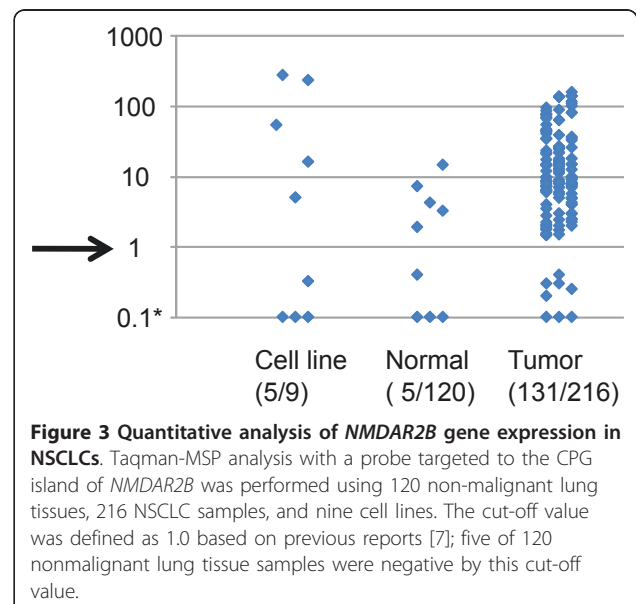 1000
100
10
1
0.1*
Cell line Normal Tumor
(5/9) ( 5/120) (131/216)
Figure 3 Quantitative analysis of NMDAR2B gene expression in
NSCLCs. Taqman-MSP analysis with a probe targeted to the CPG
island of NMDAR2B was performed using 120 non-malignant lung
tissues, 216 NSCLC samples, and nine cell lines. The cut-off value
was defined as 1.0 based on previous reports [7]; five of 120
nonmalignant lung tissue samples were negative by this cut-off
value.